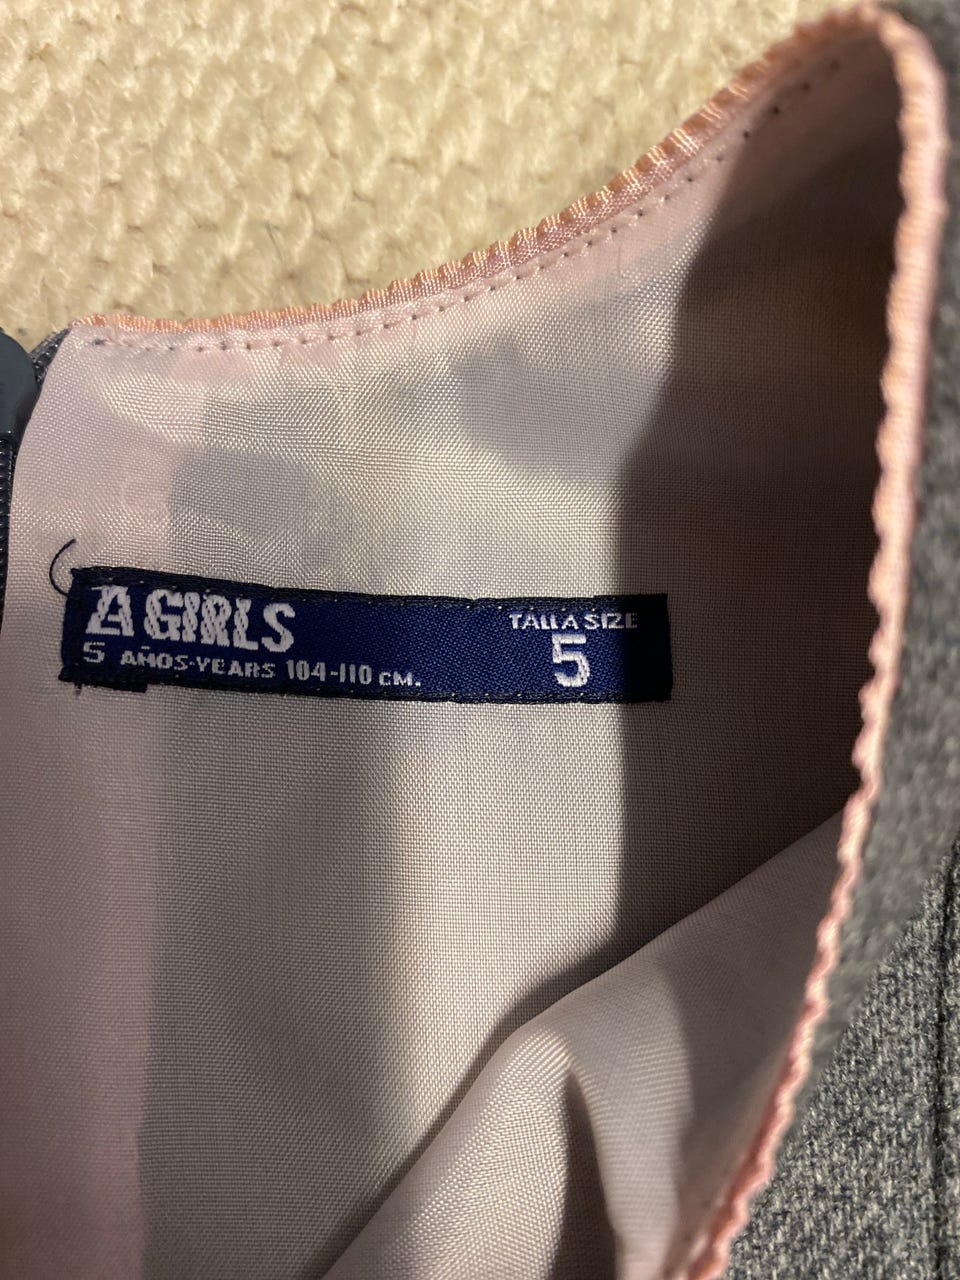 ZA GIRLS
5 AÑOS-YEARS 104-110 CM.
TALLA SIZE
5